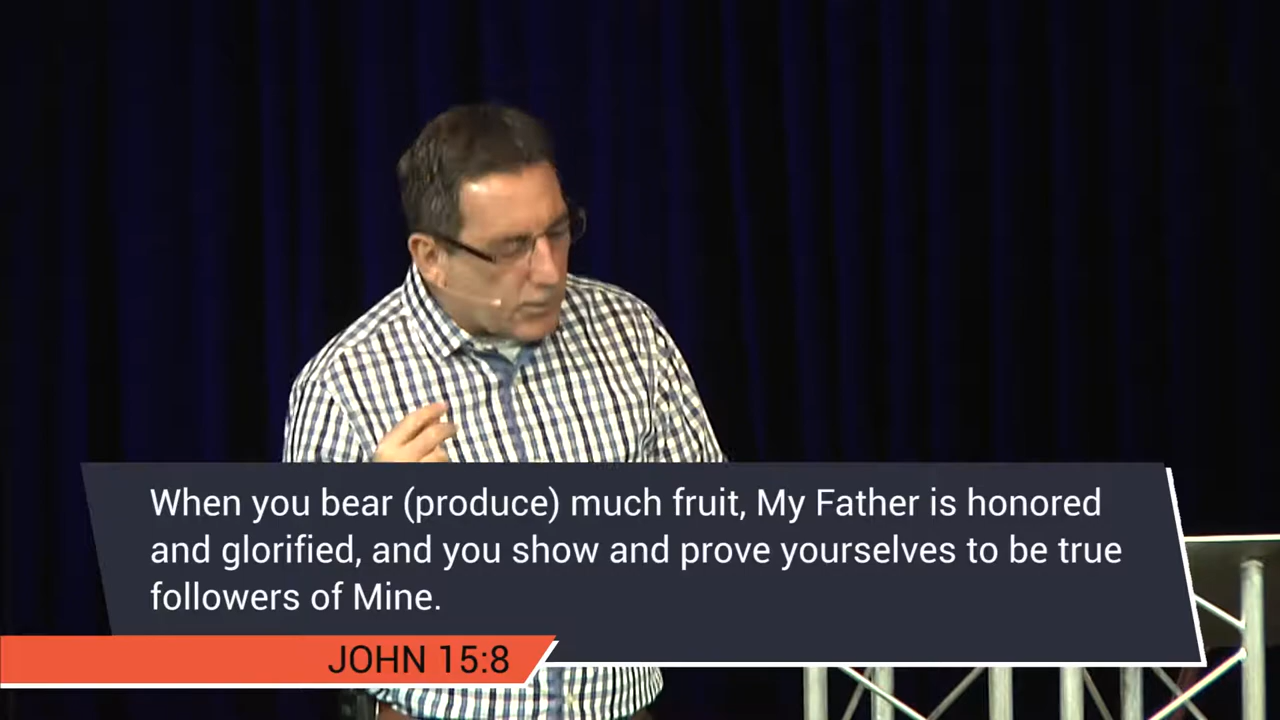 When you bear (produce) much fruit, My Father is honored
and glorified, and you show and prove yourselves to be true
followers of Mine.
JOHN 15:8